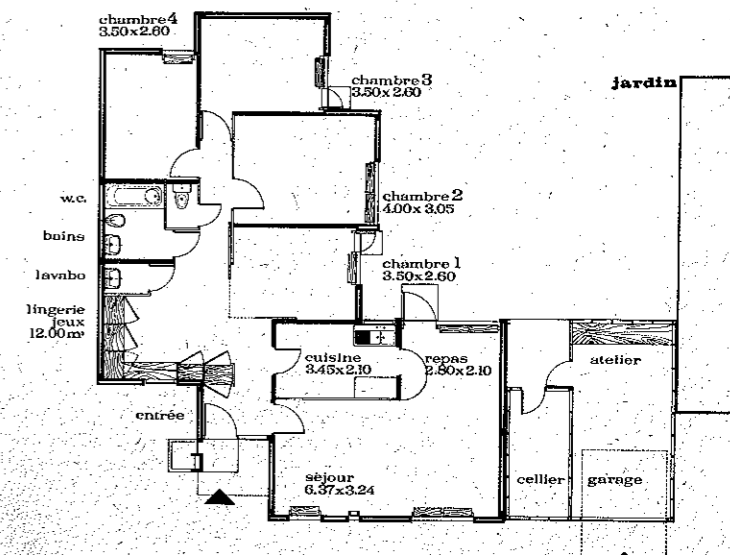 chambre 4
3.50x2.60
chambre 3
3.50x2.60
jardin
w.c.
chambre 2
4.00x3.05
bains
chambre 1
3.50x2.60
lavabo
lingerie
jeux
12.00m²
cuisine
3.45x2.10
repas
2.80x2.10
atelier
entrée
séjour
6.37x3.24
cellier
garage